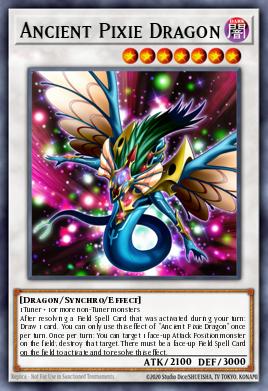 Ancient Pixie Dragon
DARK
闇
[Dragon/Synchro/Effect]
1 Tuner + 1 or more non-Tuner monsters
After resolving a Field Spell Card that was activated during your turn:
Draw 1 card. You can only use this effect of "Ancient Pixie Dragon" once
per turn. Once per turn: You can target 1 face-up Attack Position monster
on the field; destroy that target. There must be a face-up Field Spell Card
on the field to activate and to resolve this effect.
ATK/2100 DEF/3000
Replica - Not For Use in Sanctioned Tournaments
©2020 Studio Dice/SHUEISHA, TV TOKYO, KONAMI